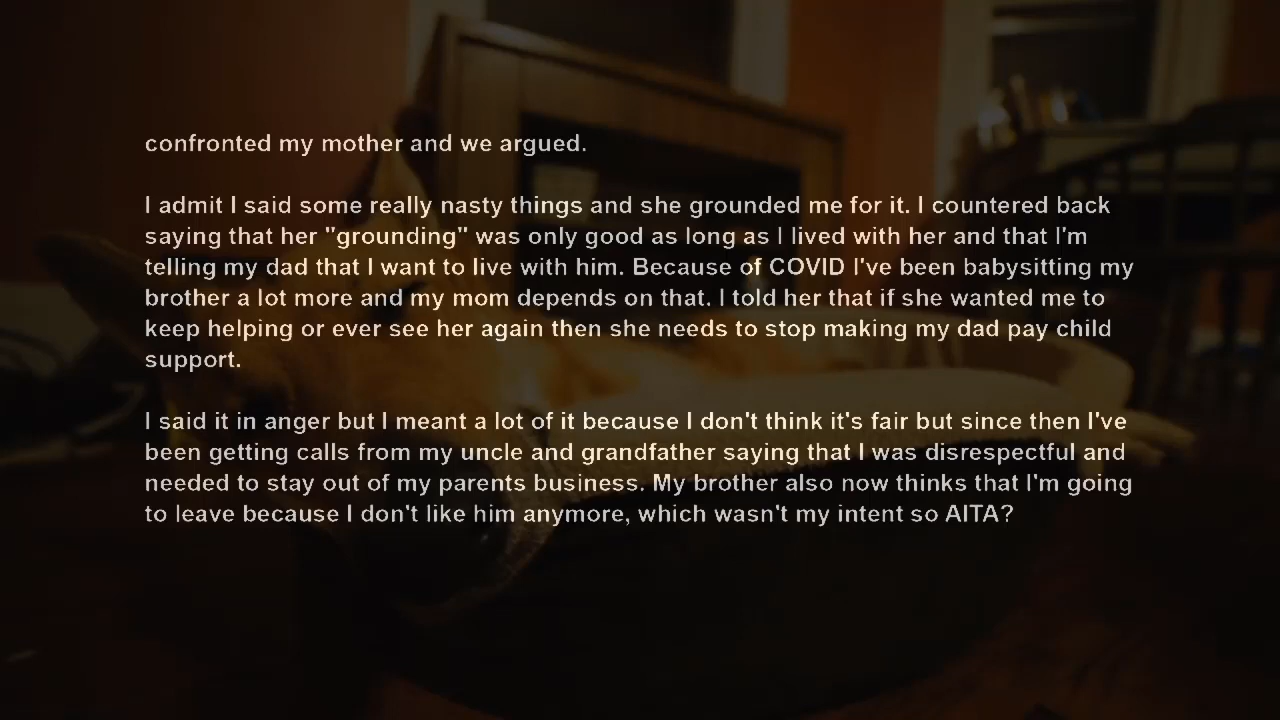 confronted my mother and we argued.
I admit I said some really nasty things and she grounded me for it. I countered back
saying that her "grounding" was only good as long as I lived with her and that I'm
telling my dad that I want to live with him. Because of COVID I've been babysitting my
brother a lot more and my mom depends on that. I told her that if she wanted me to
keep helping or ever see her again then she needs to stop making my dad pay child
support.
I said it in anger but I meant a lot of it because I don't think it's fair but since then I've
been getting calls from my uncle and grandfather saying that I was disrespectful and
needed to stay out of my parents business. My brother also now thinks that I'm going
to leave because I don't like him anymore, which wasn't my intent so AITA?